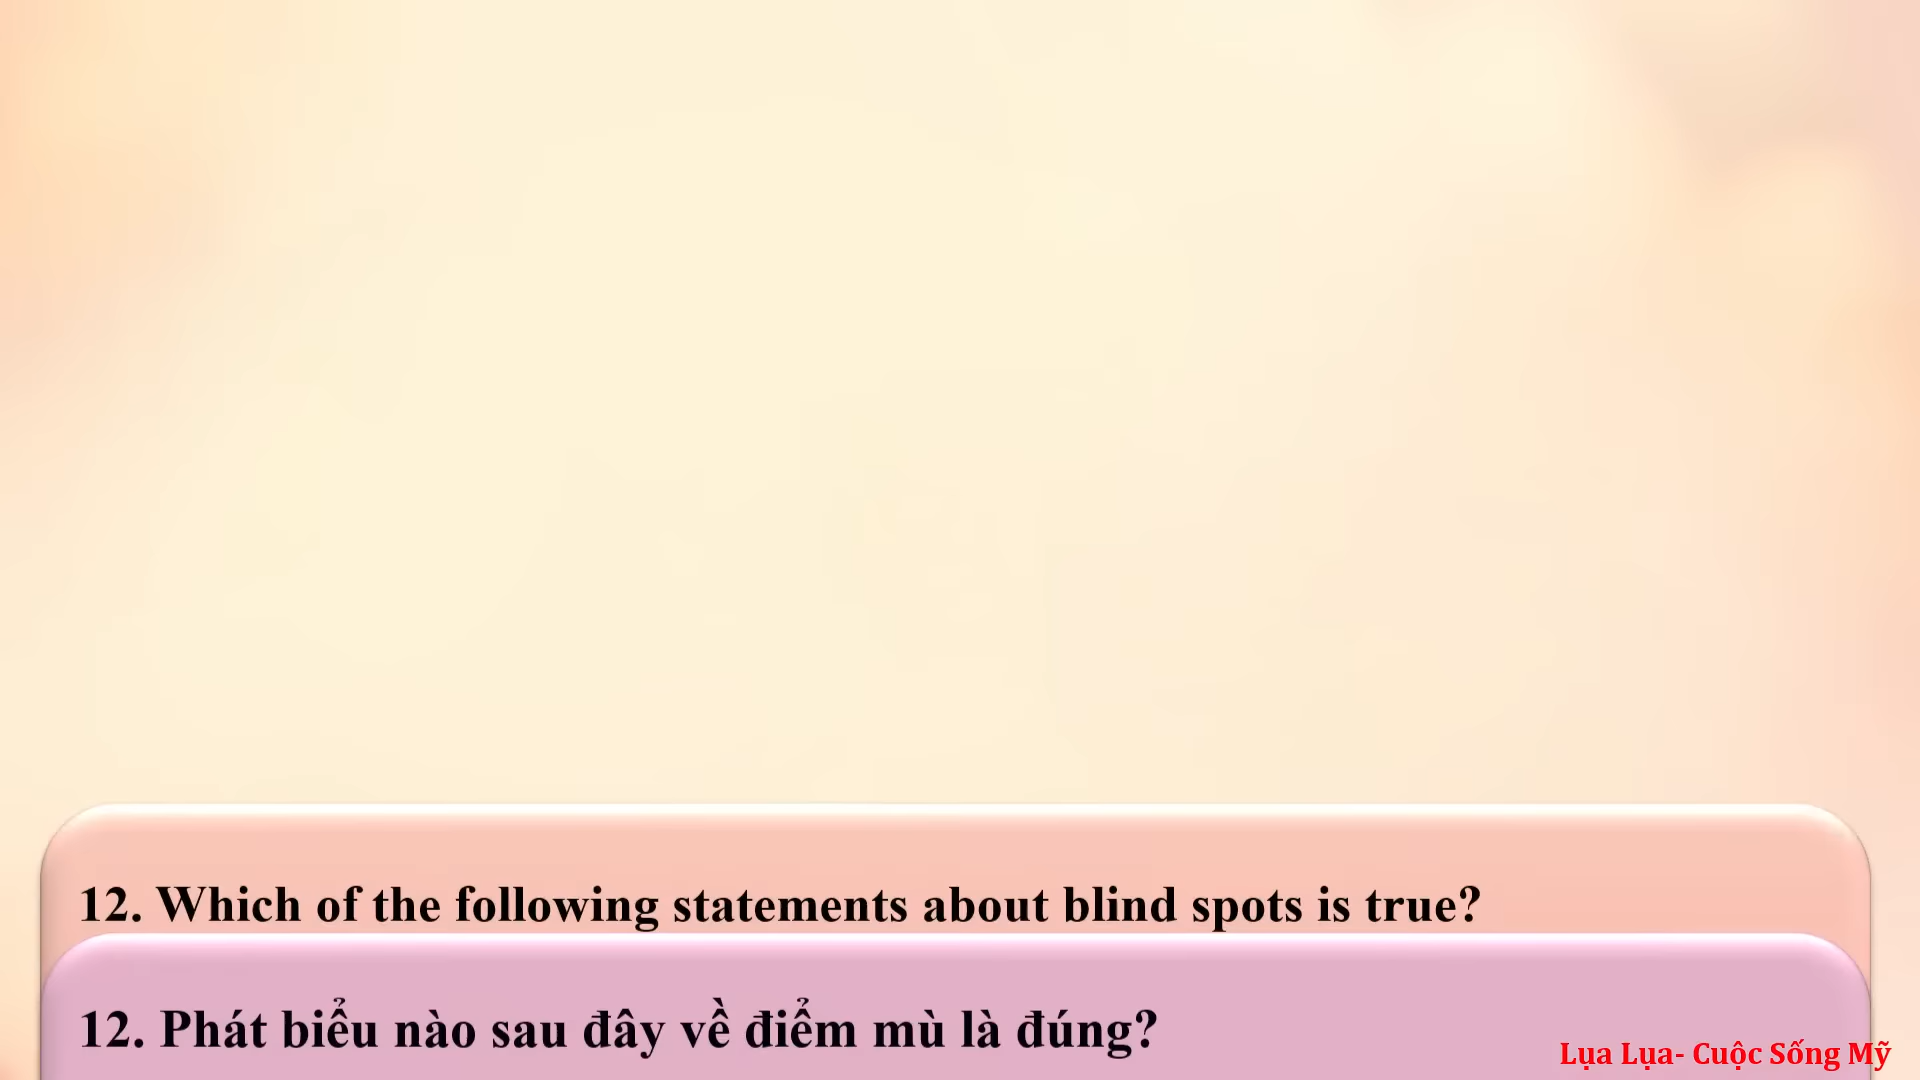 12. Which of the following statements about blind spots is true?
12. Phát biểu nào sau đây về điểm mù là đúng?
Lụa Lụa- Cuộc Sống Mỹ